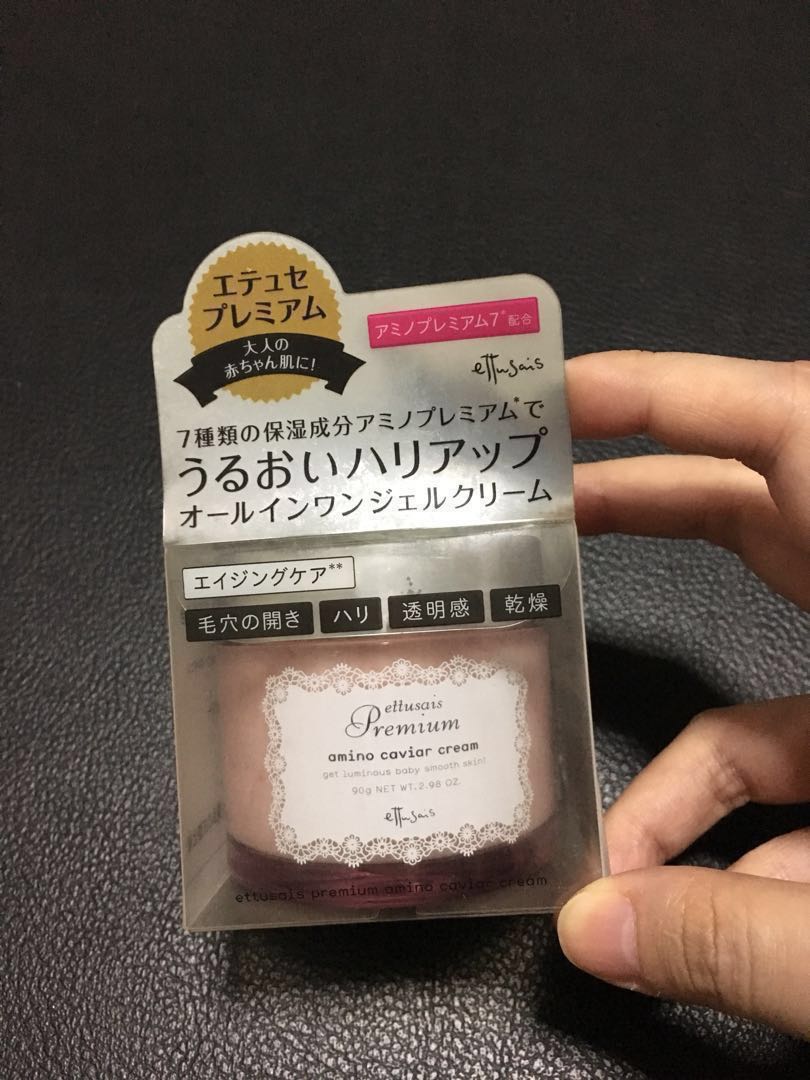 エテュセ
プレミアム
大人の
赤ちゃん肌に!
アミノプレミアム7*配合
ettusais
7種類の保湿成分アミノプレミアム*で
うるおいハリアップ
オールインワンジェルクリーム
エイジングケア**
毛穴の開き ハリ 透明感 乾燥
ettusais
Premium
amino caviar cream
get luminous baby smooth skin!
90g NET WT.2.98 OZ.
ettusais
ettusais premium amino caviar cream